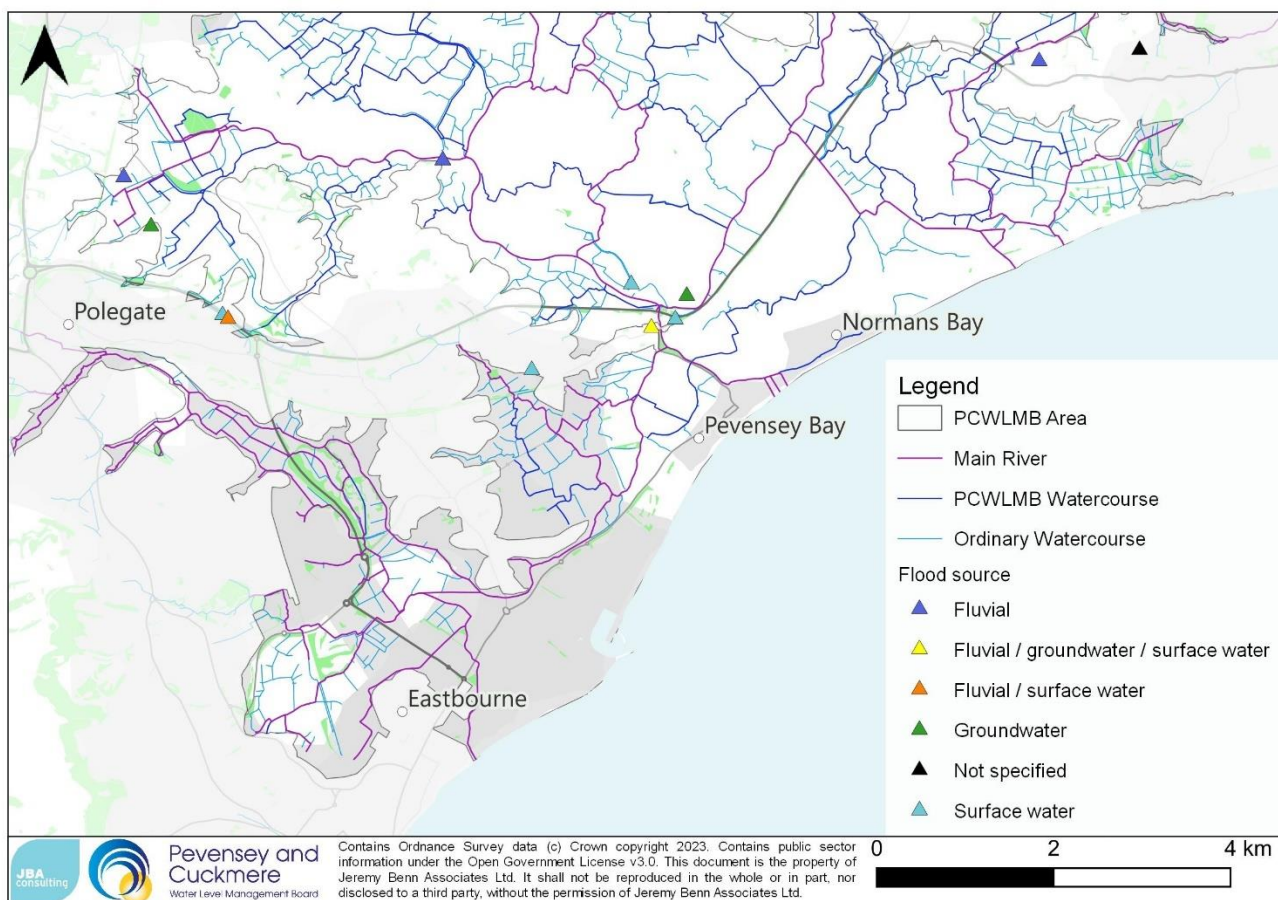 Polegate
Normans Bay
Pevensey Bay
Eastbourne
Legend
PCWLMB Area
Main River
PCWLMB Watercourse
Ordinary Watercourse
Flood source
Fluvial
Fluvial / groundwater / surface water
Fluvial / surface water
Groundwater
Not specified
Surface water
JBA
consulting
Pevensey and
Cuckmere
Water Level Management Board
Contains Ordnance Survey data (c) Crown copyright 2023. Contains public sector
information under the Open Government License v3.0. This document is the property of
Jeremy Benn Associates Ltd. It shall not be reproduced in the whole or in part, nor
disclosed to a third party, without the permission of Jeremy Benn Associates Ltd.
0 2 4 km